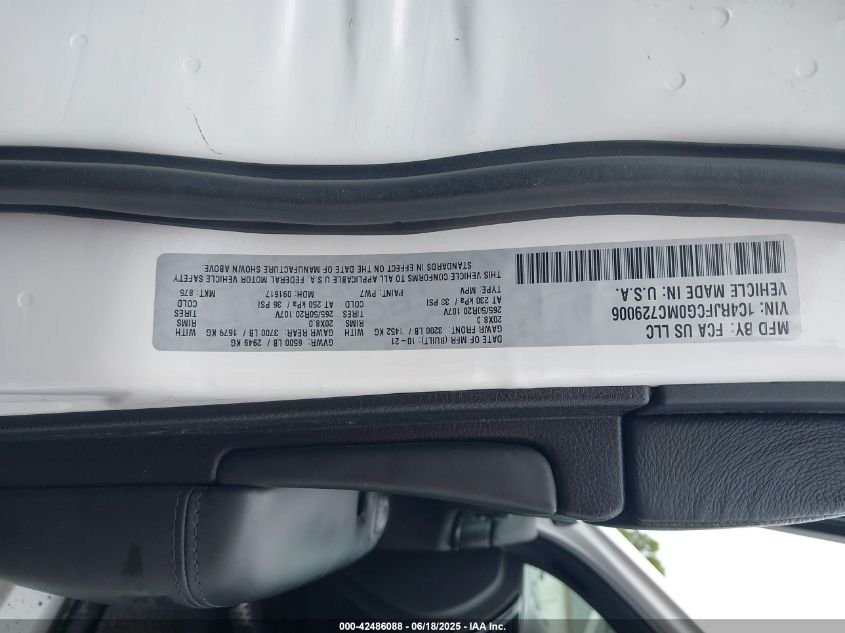 MFD BY: FCA US LLC
VIN: 1C4RJFCG0MC729006
VEHICLE MADE IN: U.S.A.
DATE OF MFR (BUILT): 10-21 GVWR: 6500 LB / 2949 KG
GAWR FRONT: 3200 LB / 1452 KG WITH GAWR REAR: 3700 LB / 1679 KG WITH
20X8.0 RIMS 20X8.0 RIMS
265/50R20 107V TIRES 265/50R20 107V TIRES
AT 230 kPa / 33 PSI COLD AT 250 kPa / 36 PSI COLD
TYPE: MPV PAINT: PW7 MDH: 091617 MKT: 875
THIS VEHICLE CONFORMS TO ALL APPLICABLE U.S.A. FEDERAL MOTOR VEHICLE SAFETY
STANDARDS IN EFFECT ON THE DATE OF MANUFACTURE SHOWN ABOVE
000-42486088 - 06/18/2025 - IAA Inc.